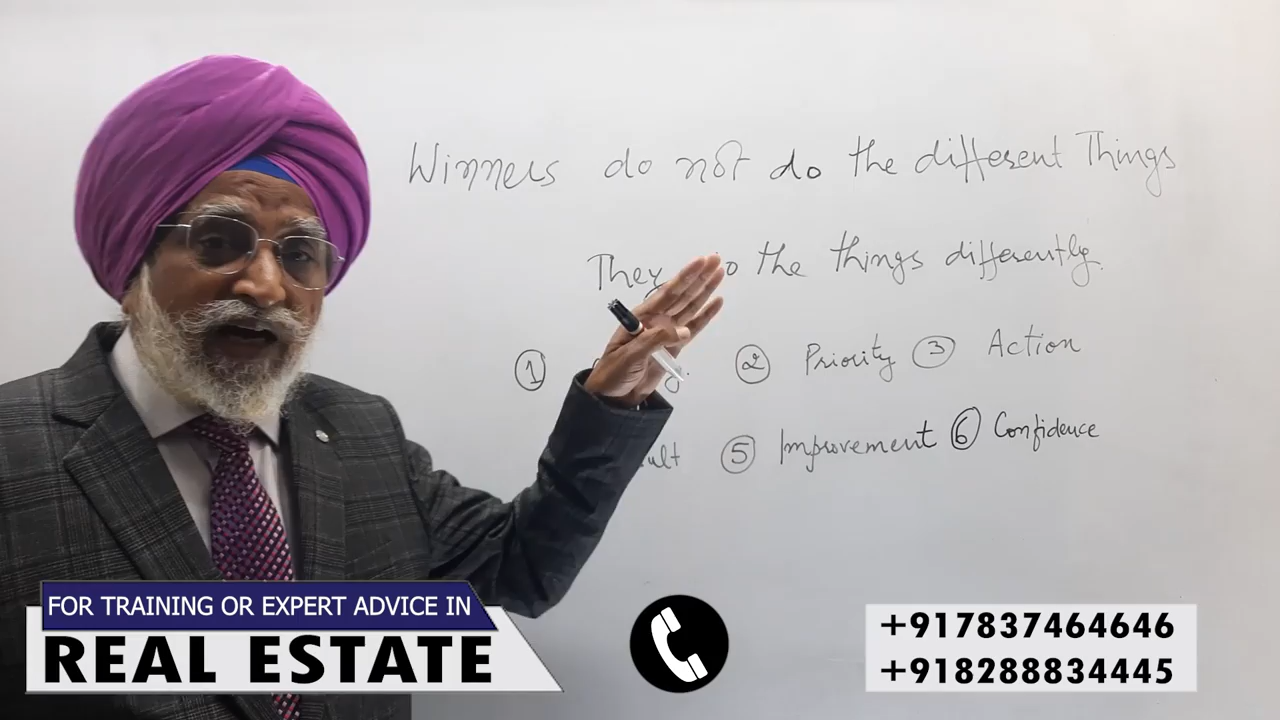 Winners do not do the different Things
They the things differently.
① ② Priority ③ Action
⑤ Improvement ⑥ Confidence
FOR TRAINING OR EXPERT ADVICE IN
REAL ESTATE
+917837464646
+918288834445